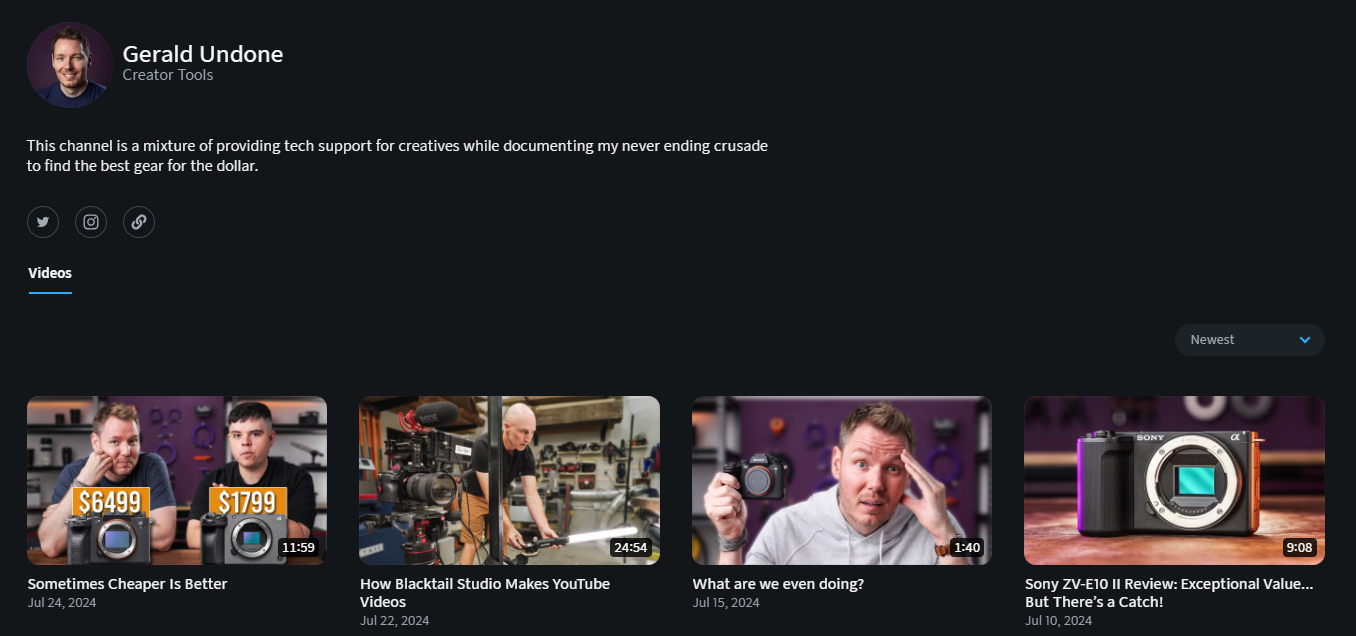 Gerald Undone
Creator Tools
This channel is a mixture of providing tech support for creatives while documenting my never ending crusade
to find the best gear for the dollar.
Videos
Newest
$6499
$1799
11:59
24:54
1:40
SONY
α
9:08
Sometimes Cheaper Is Better
Jul 24, 2024
How Blacktail Studio Makes YouTube
Videos
Jul 22, 2024
What are we even doing?
Jul 15, 2024
Sony ZV-E10 II Review: Exceptional Value...
But There's a Catch!
Jul 10, 2024